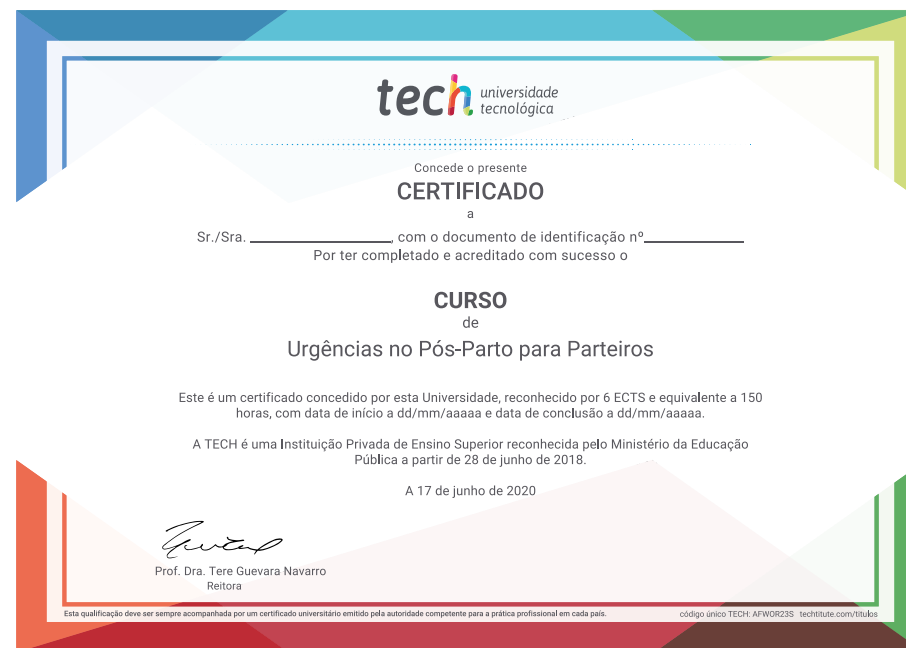 tech universidade
tecnológica
Concede o presente
CERTIFICADO
a
Sr./Sra. ____________________, com o documento de identificação nº______________
Por ter completado e acreditado com sucesso o
CURSO
de
Urgências no Pós-Parto para Parteiros
Este é um certificado concedido por esta Universidade, reconhecido por 6 ECTS e equivalente a 150
horas, com data de início a dd/mm/aaaaa e data de conclusão a dd/mm/aaaaa.
A TECH é uma Instituição Privada de Ensino Superior reconhecida pelo Ministério da Educação
Pública a partir de 28 de junho de 2018.
A 17 de junho de 2020
Prof. Dra. Tere Guevara Navarro
Reitora
Esta qualificação deve ser sempre acompanhada por um certificado universitário emitido pela autoridade competente para a prática profissional em cada país.
código único TECH: AFWOR23S techtitute.com/titulos